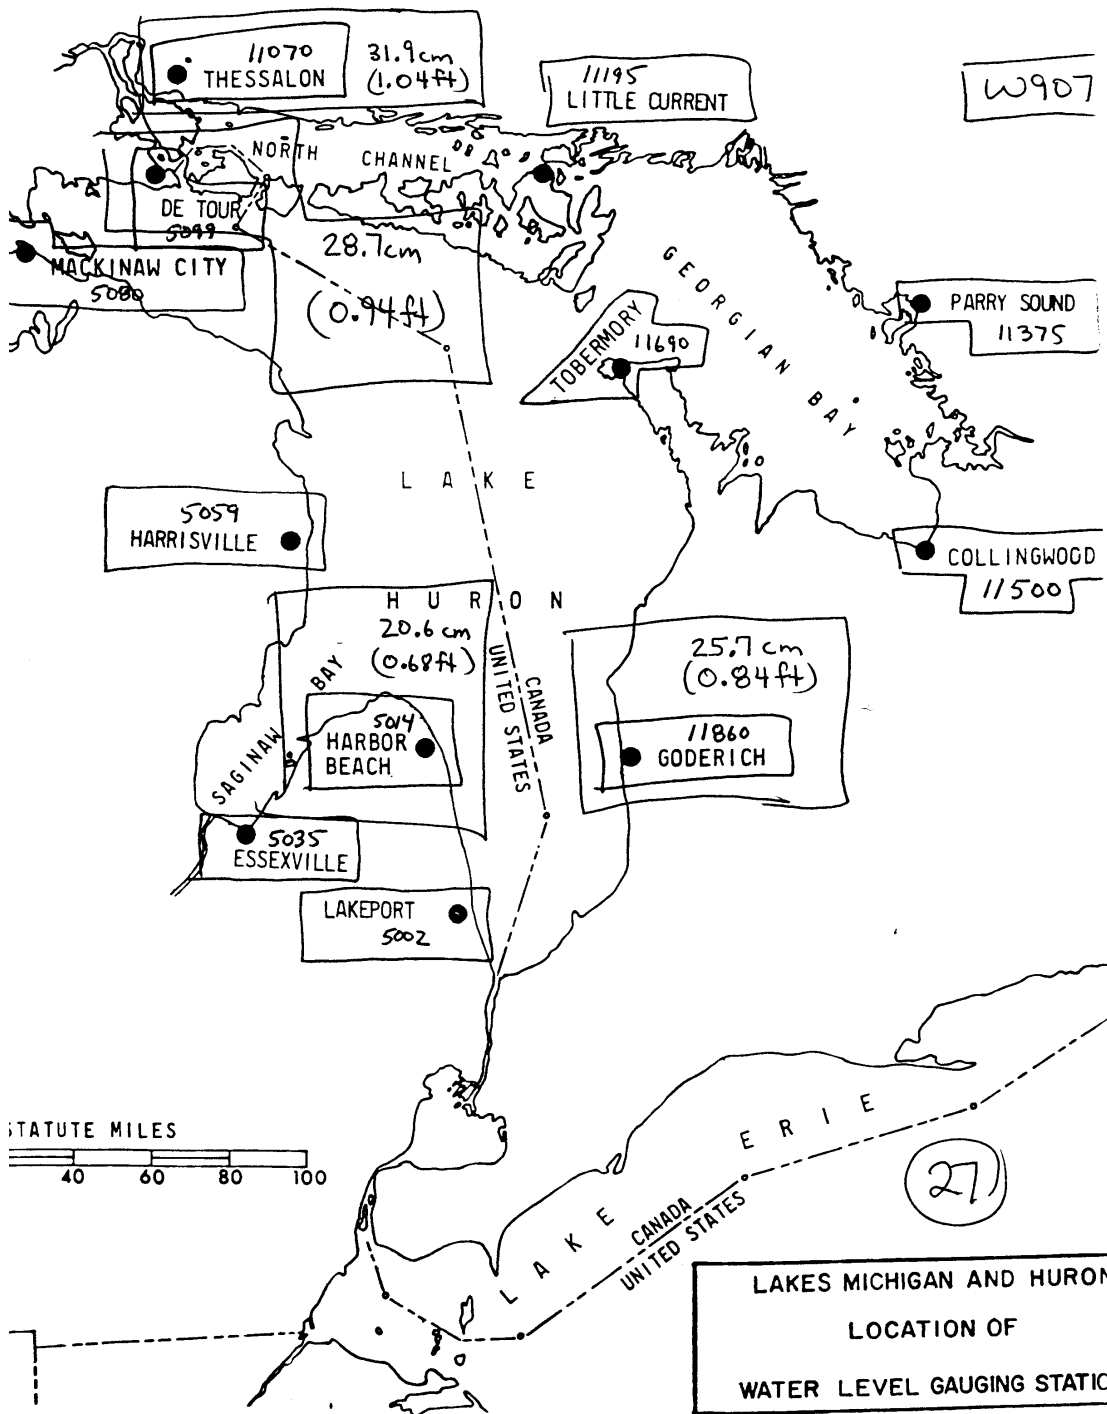 11070
THESSALON
31.9cm
(1.04ft)
11195
LITTLE CURRENT
W907
NORTH CHANNEL
DE TOUR
5099
MACKINAW CITY
5080
28.7cm
(0.94ft)
GEORGIAN BAY
TOBERMORY
11690
PARRY SOUND
11375
LAKE
HURON
5059
HARRISVILLE
COLLINGWOOD
11500
20.6cm
(0.68ft)
SAGINAW BAY
5014
HARBOR
BEACH
CANADA
UNITED STATES
25.7cm
(0.84ft)
11860
GODERICH
5035
ESSEXVILLE
LAKEPORT
5002
STATUTE MILES
40 60 80 100
LAKE ERIE
CANADA
UNITED STATES
27
LAKES MICHIGAN AND HURON
LOCATION OF
WATER LEVEL GAUGING STATIO